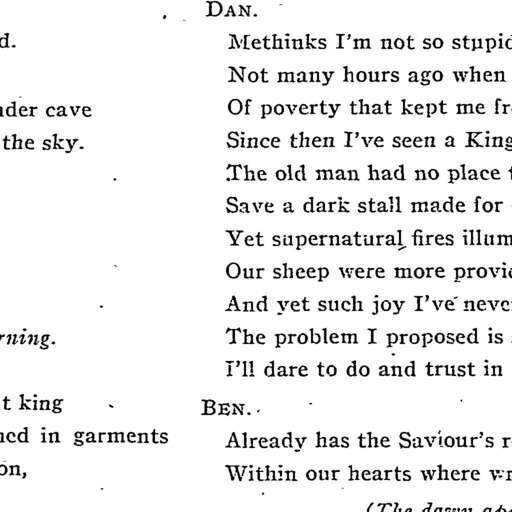 d.
nder cave
the sky.
rning.
t king
ned in garments
on,
DAN.
Methinks I'm not so stupid
Not many hours ago when
Of poverty that kept me fr
Since then I've seen a King
The old man had no place
Save a dark stall made for
Yet supernatural fires illum
Our sheep were more provi
And yet such joy I've neve
The problem I proposed is
I'll dare to do and trust in
BEN.
Already has the Saviour's r
Within our hearts where wr
(The dawn